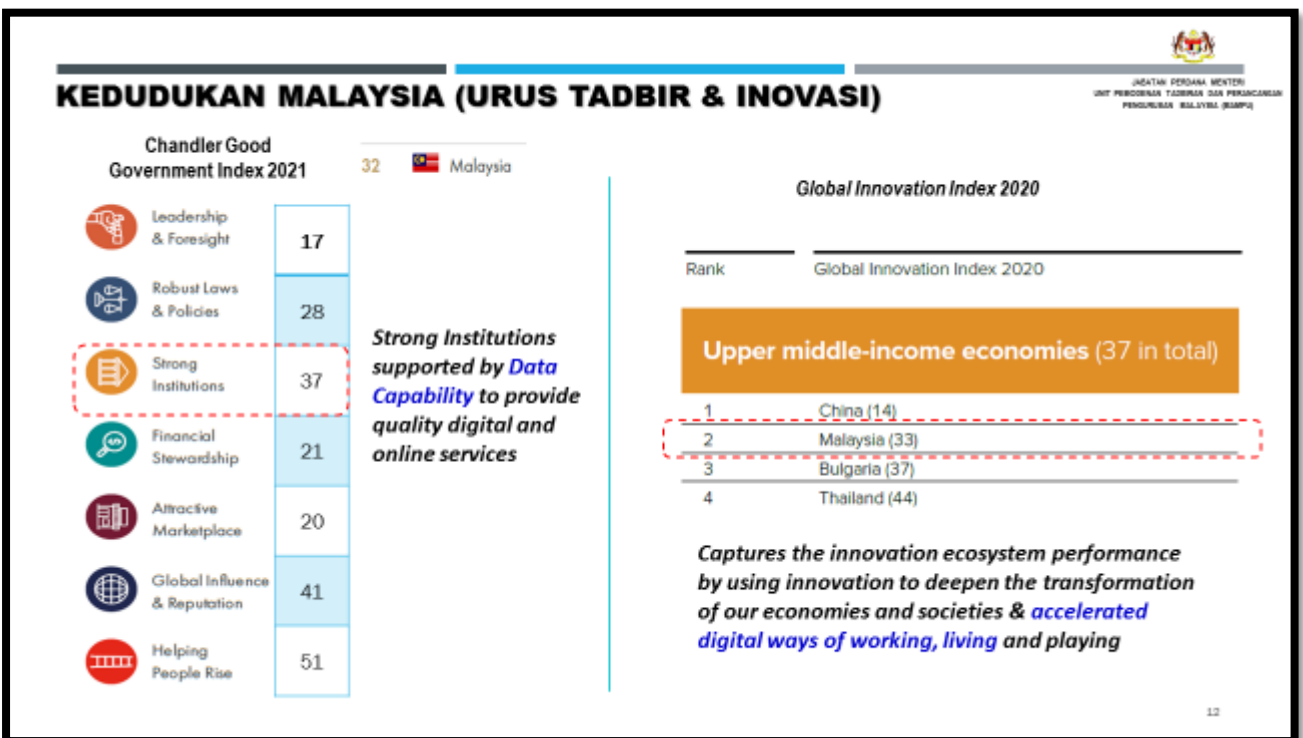 JABATAN PERDANA MENTERI
UNIT PEMODENAN TADBIRAN DAN PERANCANGAN
PENGURUSAN MALAYSIA (MAMPU)
KEDUDUKAN MALAYSIA (URUS TADBIR & INOVASI)
Chandler Good
Government Index 2021
32 Malaysia
Leadership
& Foresight
17
Robust Laws
& Policies
28
Strong
Institutions
37
Financial
Stewardship
21
Attractive
Marketplace
20
Global Influence
& Reputation
41
Helping
People Rise
51
Strong Institutions
supported by Data
Capability to provide
quality digital and
online services
Global Innovation Index 2020
Rank Global Innovation Index 2020
Upper middle-income economies (37 in total)
1 China (14)
2 Malaysia (33)
3 Bulgaria (37)
4 Thailand (44)
Captures the innovation ecosystem performance
by using innovation to deepen the transformation
of our economies and societies & accelerated
digital ways of working, living and playing
12